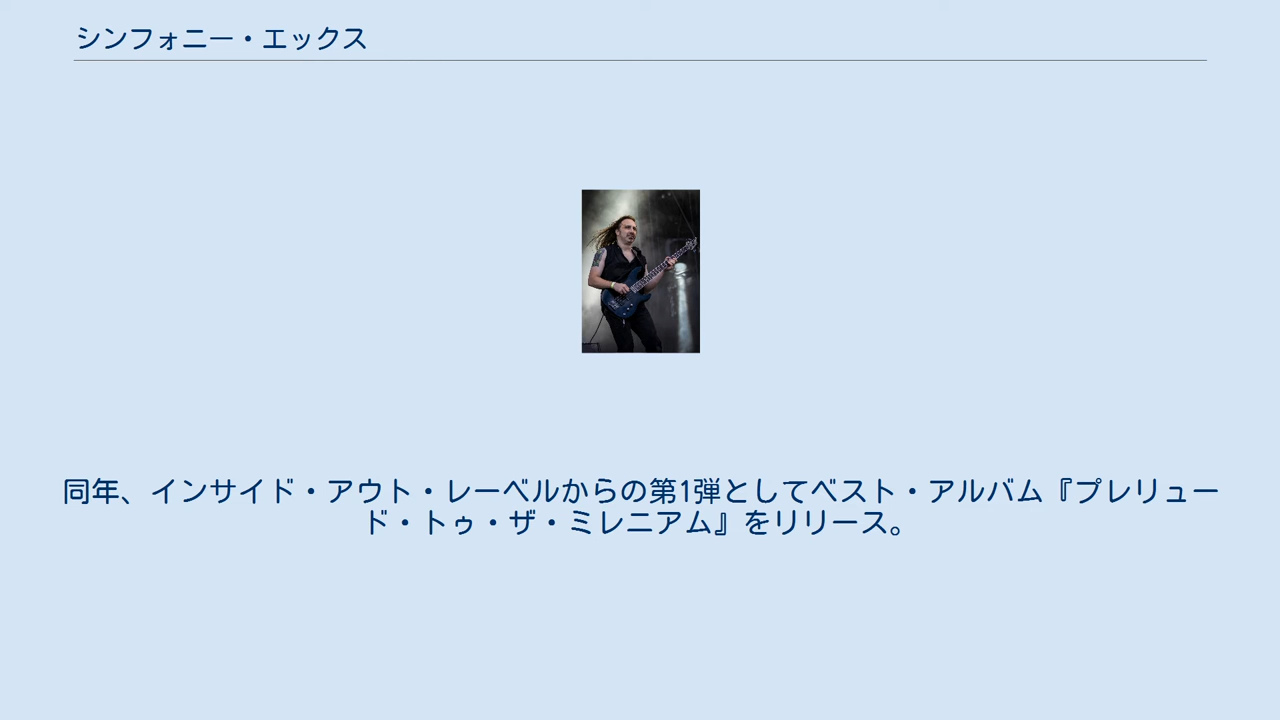 シンフォニー・エックス
同年、インサイド・アウト・レーベルからの第1弾としてベスト・アルバム『プレリュー
ド・トゥ・ザ・ミレニアム』をリリース。